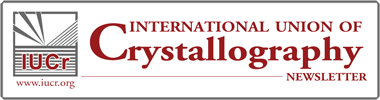 IUCr
www.iucr.org
INTERNATIONAL UNION OF
Crystallography
NEWSLETTER